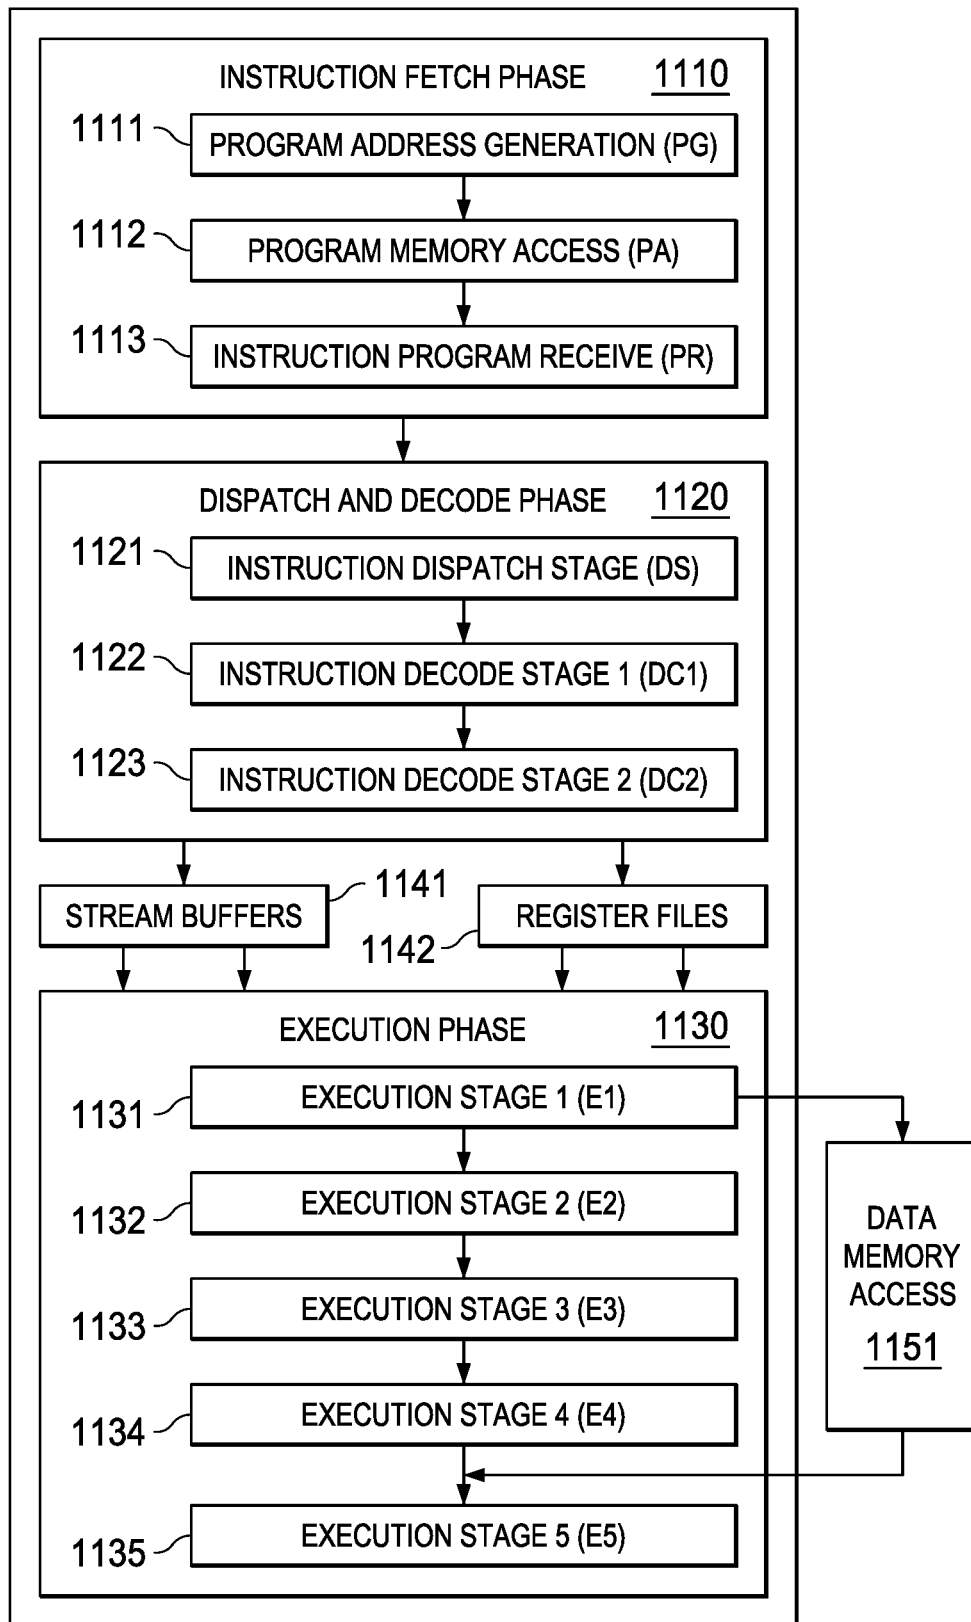 INSTRUCTION FETCH PHASE 1110
1111
PROGRAM ADDRESS GENERATION (PG)
1112
PROGRAM MEMORY ACCESS (PA)
1113
INSTRUCTION PROGRAM RECEIVE (PR)
DISPATCH AND DECODE PHASE 1120
1121
INSTRUCTION DISPATCH STAGE (DS)
1122
INSTRUCTION DECODE STAGE 1 (DC1)
1123
INSTRUCTION DECODE STAGE 2 (DC2)
STREAM BUFFERS
1141
1142
REGISTER FILES
EXECUTION PHASE 1130
1131
EXECUTION STAGE 1 (E1)
1132
EXECUTION STAGE 2 (E2)
1133
EXECUTION STAGE 3 (E3)
1134
EXECUTION STAGE 4 (E4)
1135
EXECUTION STAGE 5 (E5)
DATA
MEMORY
ACCESS
1151